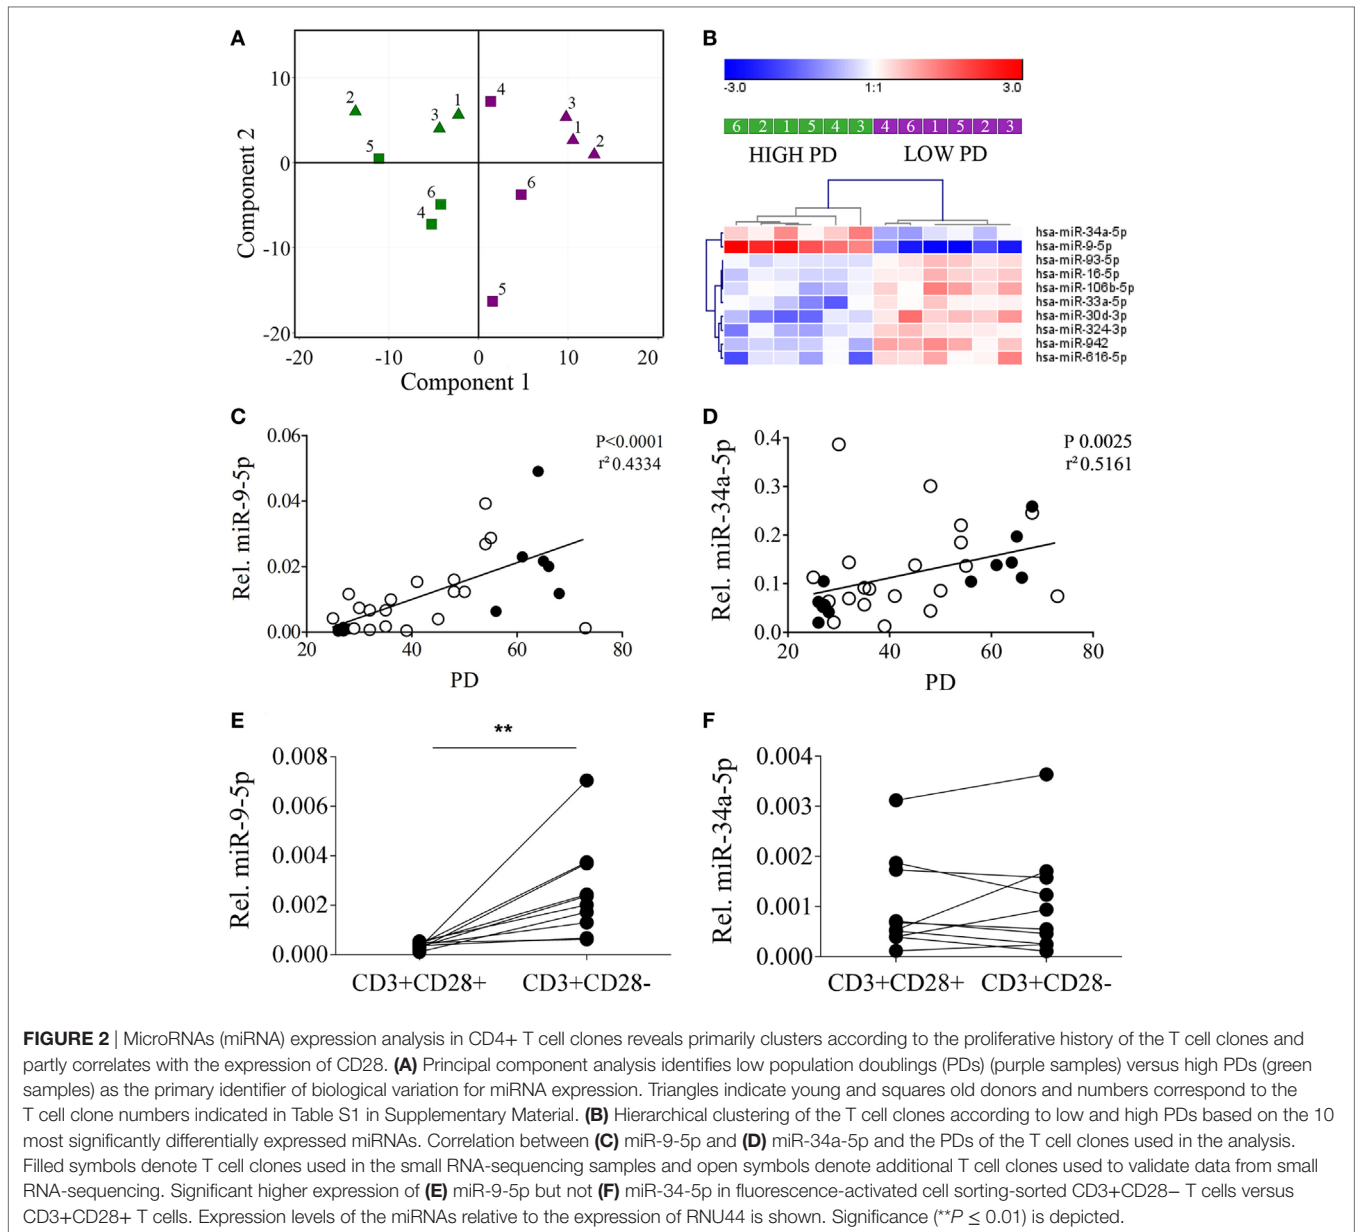 A
Component 2
10
0
-10
-20
2
3
1
5
6
4
4
3
1
2
6
5
-20
-10
0
10
20
Component 1
B
-3.0 1:1 3.0
6 2 1 5 4 3 4 6 1 5 2 3
HIGH PD LOW PD
hsa-miR-34a-5p
hsa-miR-9-5p
hsa-miR-93-5p
hsa-miR-16-5p
hsa-miR-106b-5p
hsa-miR-33a-5p
hsa-miR-30d-3p
hsa-miR-324-3p
hsa-miR-942
hsa-miR-616-5p
C
Rel. miR-9-5p
0.06
0.04
0.02
0.00
P<0.0001
r² 0.4334
20 40 60 80
PD
D
Rel. miR-34a-5p
0.4
0.3
0.2
0.1
0.0
P 0.0025
r² 0.5161
20 40 60 80
PD
E
**
Rel. miR-9-5p
0.008
0.006
0.004
0.002
0.000
CD3+CD28+ CD3+CD28-
F
Rel. miR-34a-5p
0.004
0.003
0.002
0.001
0.000
CD3+CD28+ CD3+CD28-
FIGURE 2 | MicroRNAs (miRNA) expression analysis in CD4+ T cell clones reveals primarily clusters according to the proliferative history of the T cell clones and
partly correlates with the expression of CD28. (A) Principal component analysis identifies low population doublings (PDs) (purple samples) versus high PDs (green
samples) as the primary identifier of biological variation for miRNA expression. Triangles indicate young and squares old donors and numbers correspond to the
T cell clone numbers indicated in Table S1 in Supplementary Material. (B) Hierarchical clustering of the T cell clones according to low and high PDs based on the 10
most significantly differentially expressed miRNAs. Correlation between (C) miR-9-5p and (D) miR-34a-5p and the PDs of the T cell clones used in the analysis.
Filled symbols denote T cell clones used in the small RNA-sequencing samples and open symbols denote additional T cell clones used to validate data from small
RNA-sequencing. Significant higher expression of (E) miR-9-5p but not (F) miR-34-5p in fluorescence-activated cell sorting-sorted CD3+CD28− T cells versus
CD3+CD28+ T cells. Expression levels of the miRNAs relative to the expression of RNU44 is shown. Significance (**P ≤ 0.01) is depicted.